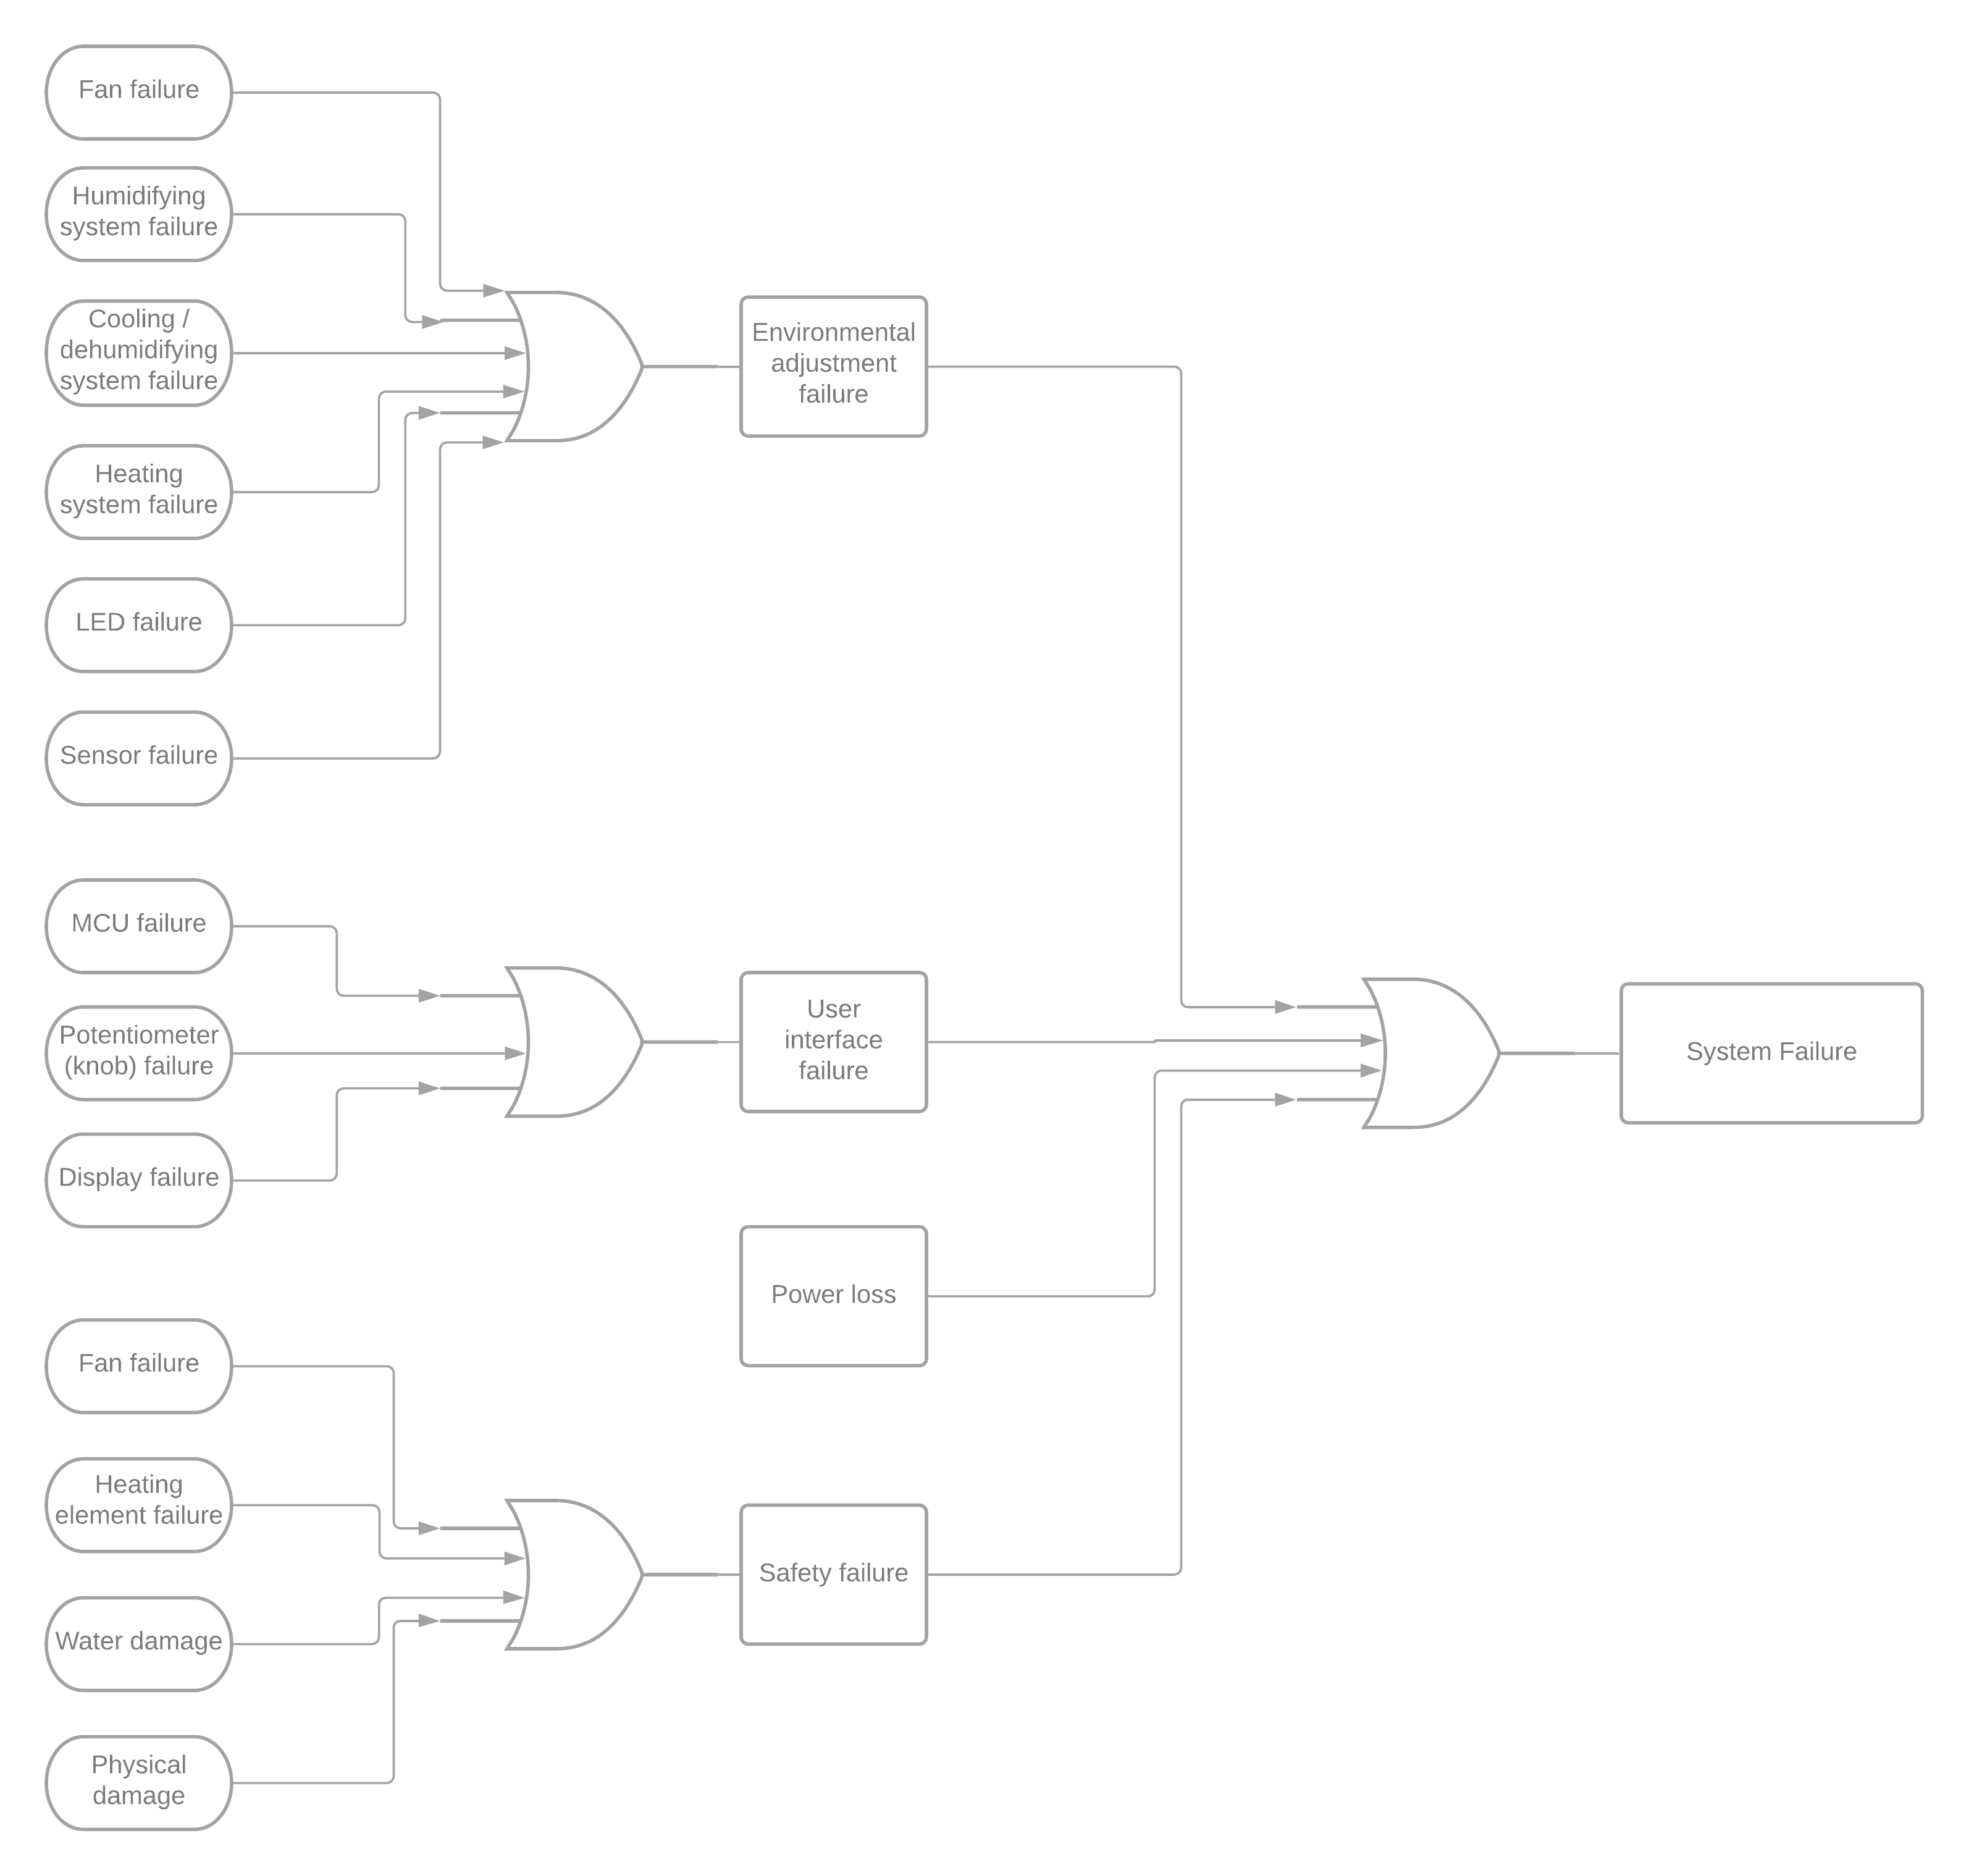 Fan failure
Humidifying
system failure
Cooling /
dehumidifying
system failure
Heating
system failure
LED failure
Sensor failure
Environmental
adjustment
failure
MCU failure
Potentiometer
(knob) failure
Display failure
User
interface
failure
Power loss
System Failure
Fan failure
Heating
element failure
Water damage
Physical
damage
Safety failure